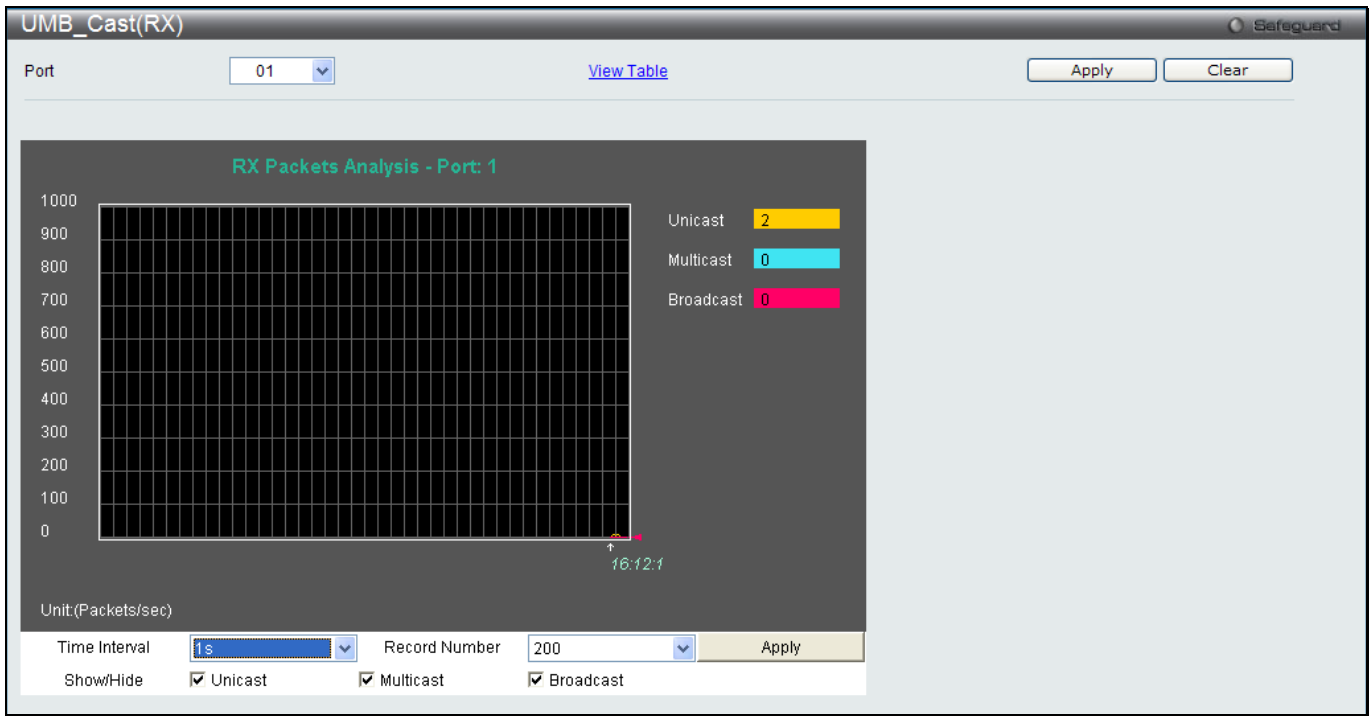 UMB_Cast(RX)
Safeguard
Port 01 View Table Apply Clear
RX Packets Analysis - Port: 1
1000
900
800
700
600
500
400
300
200
100
0
Unicast 2
Multicast 0
Broadcast 0
16:12:1
Unit:(Packets/sec)
Time Interval 1s Record Number 200 Apply
Show/Hide Unicast Multicast Broadcast